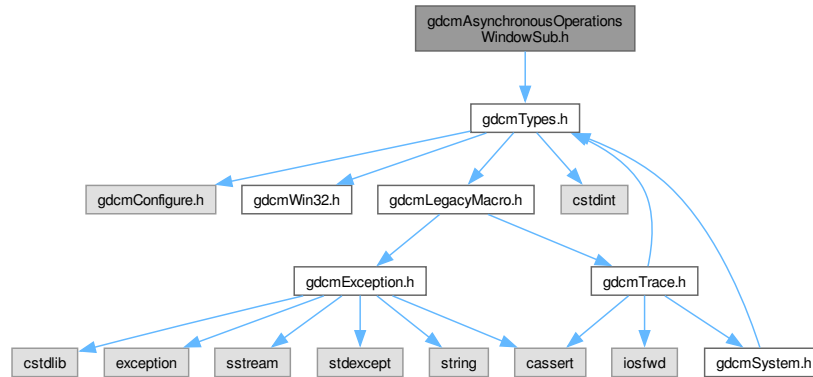 gdcmAsynchronousOperations
WindowSub.h
gdcmTypes.h
gdcmConfigure.h
gdcmWin32.h
gdcmLegacyMacro.h
cstdint
gdcmException.h
gdcmTrace.h
cstdlib
exception
sstream
stdexcept
string
cassert
iosfwd
gdcmSystem.h